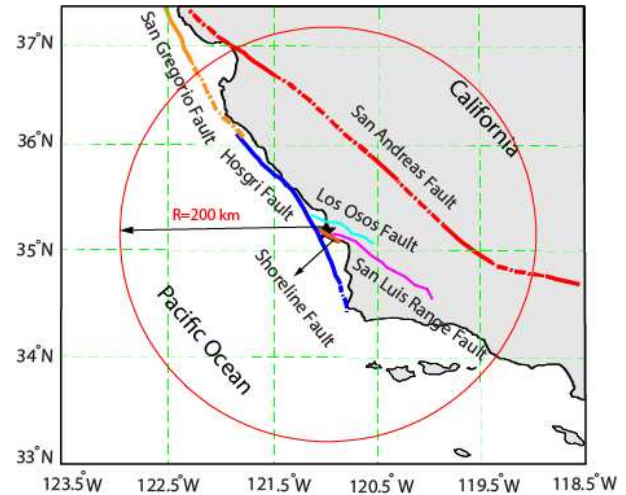 37°N
36°N
35°N
34°N
33°N
123.5°W
122.5°W
121.5°W
120.5°W
119.5°W
118.5°W
San Gregorio Fault
California
San Andreas Fault
Hosgri Fault
Los Osos Fault
R=200 km
Shoreline Fault
San Luis Range Fault
Pacific Ocean